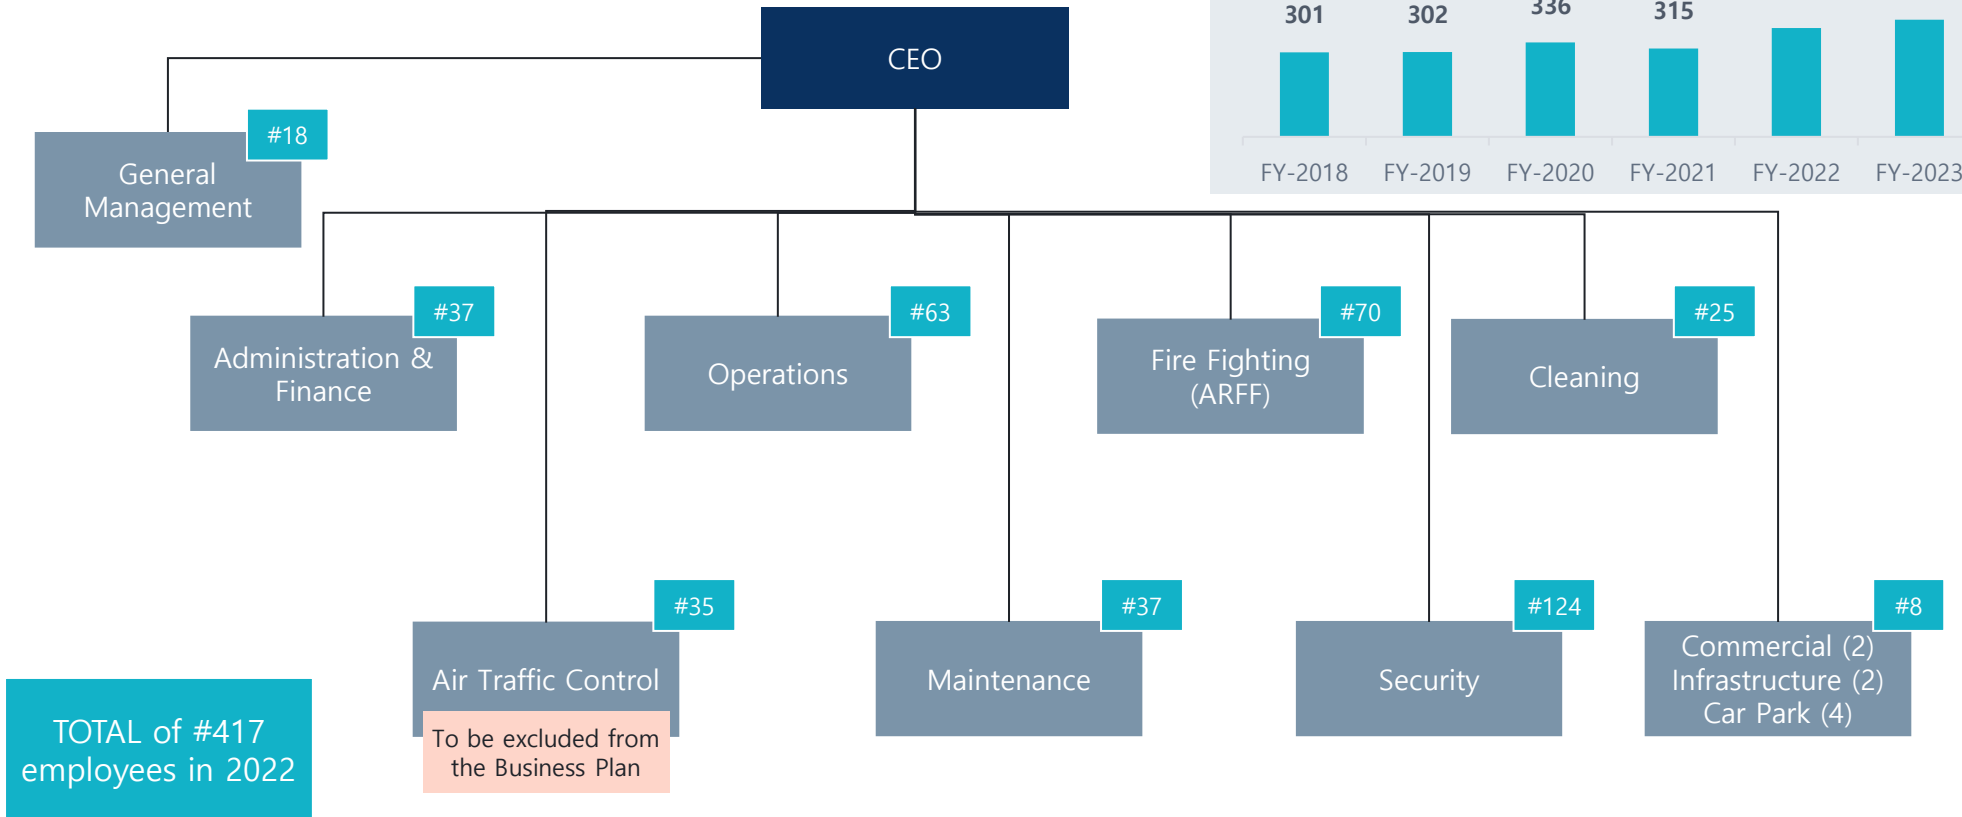 CEO
301
302
336
315
FY-2018
FY-2019
FY-2020
FY-2021
FY-2022
FY-2023
#18
General
Management
#37
Administration &
Finance
#63
Operations
#70
Fire Fighting
(ARFF)
#25
Cleaning
#35
Air Traffic Control
To be excluded from
the Business Plan
#37
Maintenance
#124
Security
#8
Commercial (2)
Infrastructure (2)
Car Park (4)
TOTAL of #417
employees in 2022